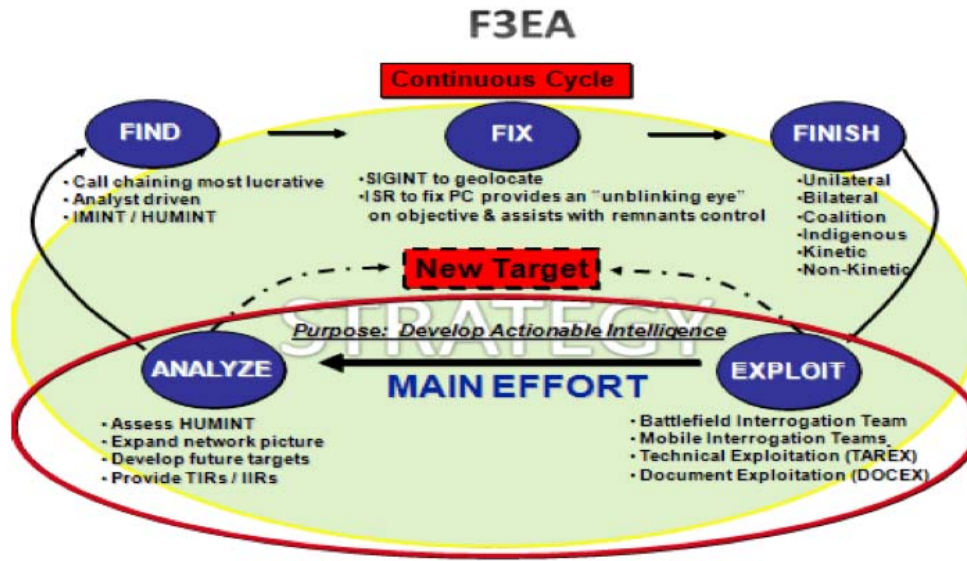 F3EA
Continuous Cycle
FIND
FIX
FINISH
• Call chaining most lucrative
• Analyst driven
• IMINT / HUMINT
• SIGINT to geolocate
• ISR to fix PC provides an "unblinking eye"
on objective & assists with remnants control
• Unilateral
• Bilateral
• Coalition
• Indigenous
• Kinetic
• Non-Kinetic
New Target
STRATEGY
Purpose: Develop Actionable Intelligence
ANALYZE
MAIN EFFORT
EXPLOIT
• Assess HUMINT
• Expand network picture
• Develop future targets
• Provide TIRs / IIRs
• Battlefield Interrogation Team
• Mobile Interrogation Teams
• Technical Exploitation (TAREX)
• Document Exploitation (DOCEX)